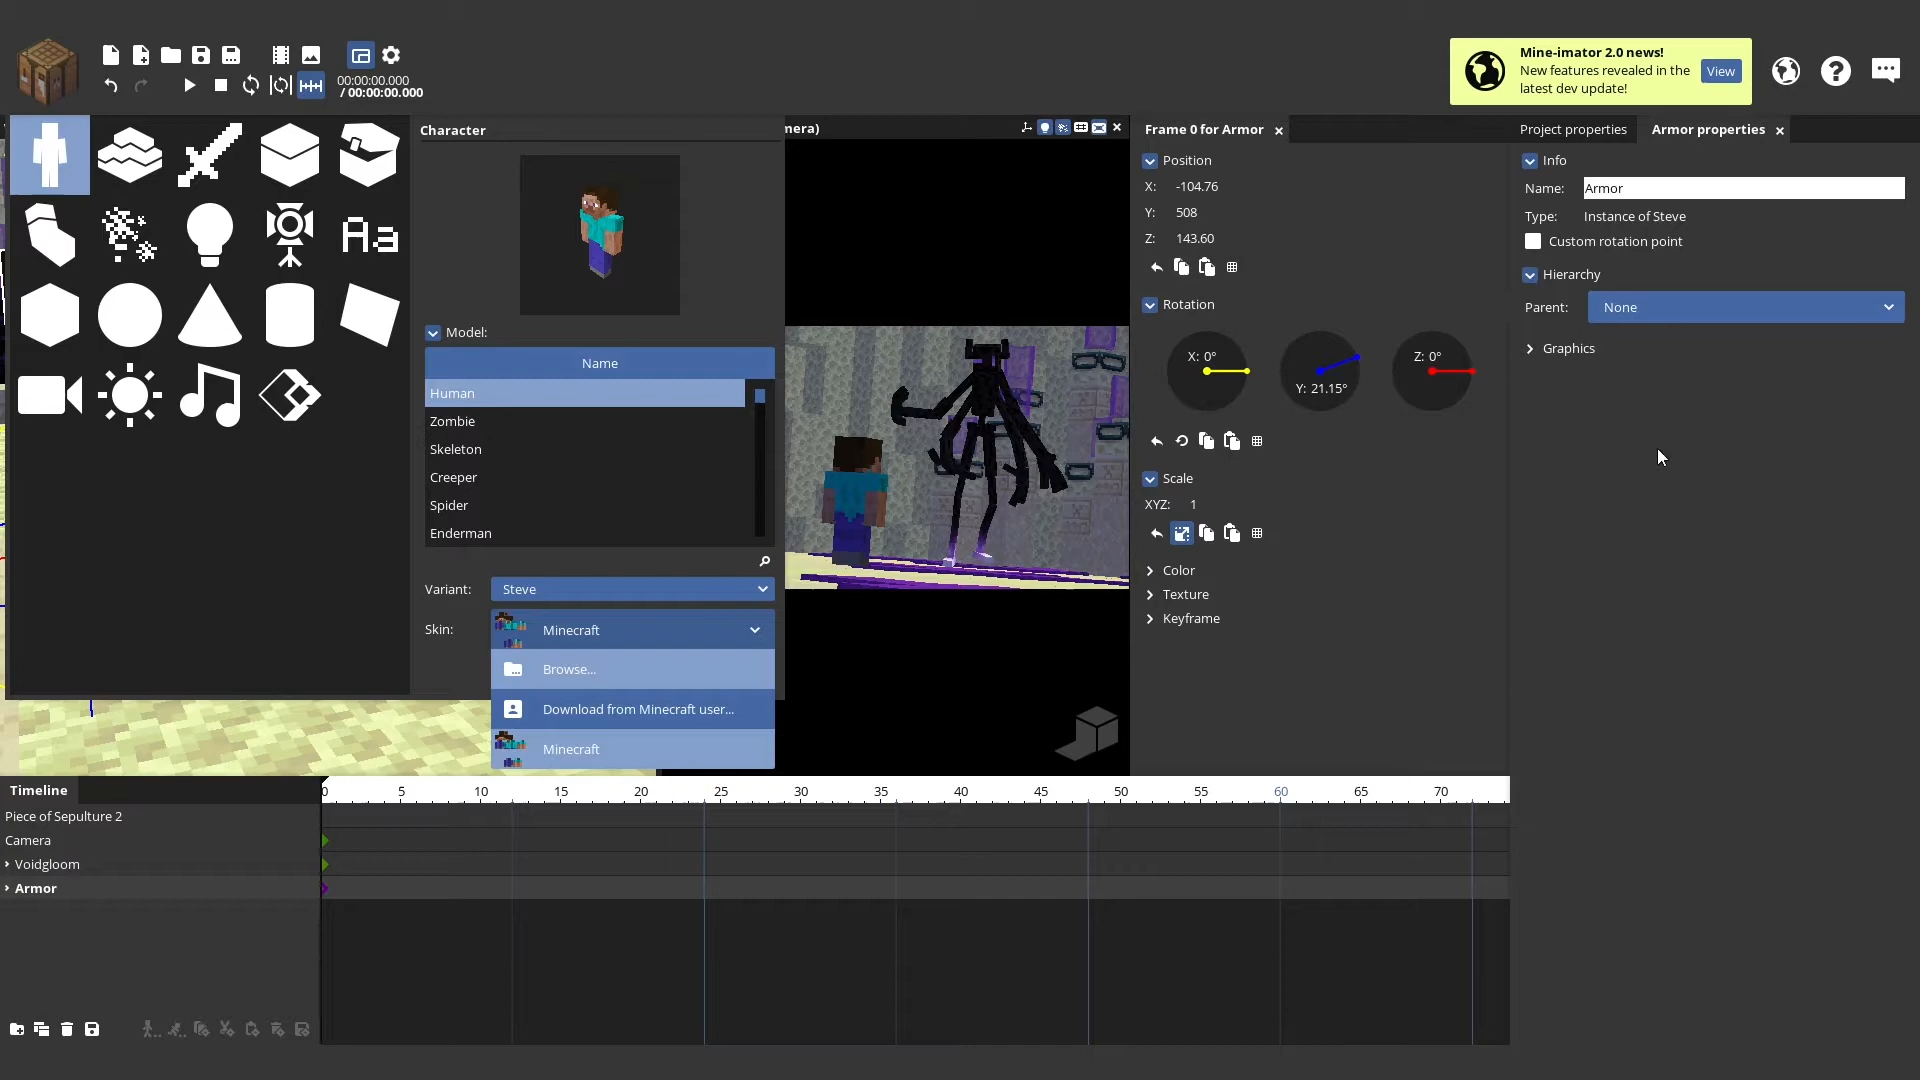 00:00:00.000
/ 00:00:00.000
Mine-imator 2.0 news!
New features revealed in the
latest dev update!
View
Aa
Character
Model:
Name
Human
Zombie
Skeleton
Creeper
Spider
Enderman
Variant:
Steve
Skin:
Minecraft
Browse...
Download from Minecraft user...
Minecraft
mera)
Frame 0 for Armor
Position
X: -104.76
Y: 508
Z: 143.60
Rotation
X: 0°
Y: 21.15°
Z: 0°
Scale
XYZ: 1
Color
Texture
Keyframe
Project properties
Armor properties
Info
Name: Armor
Type: Instance of Steve
Custom rotation point
Hierarchy
Parent: None
Graphics
Timeline
0 5 10 15 20 25 30 35 40 45 50 55 60 65 70
Piece of Sepulture 2
Camera
Voidgloom
Armor